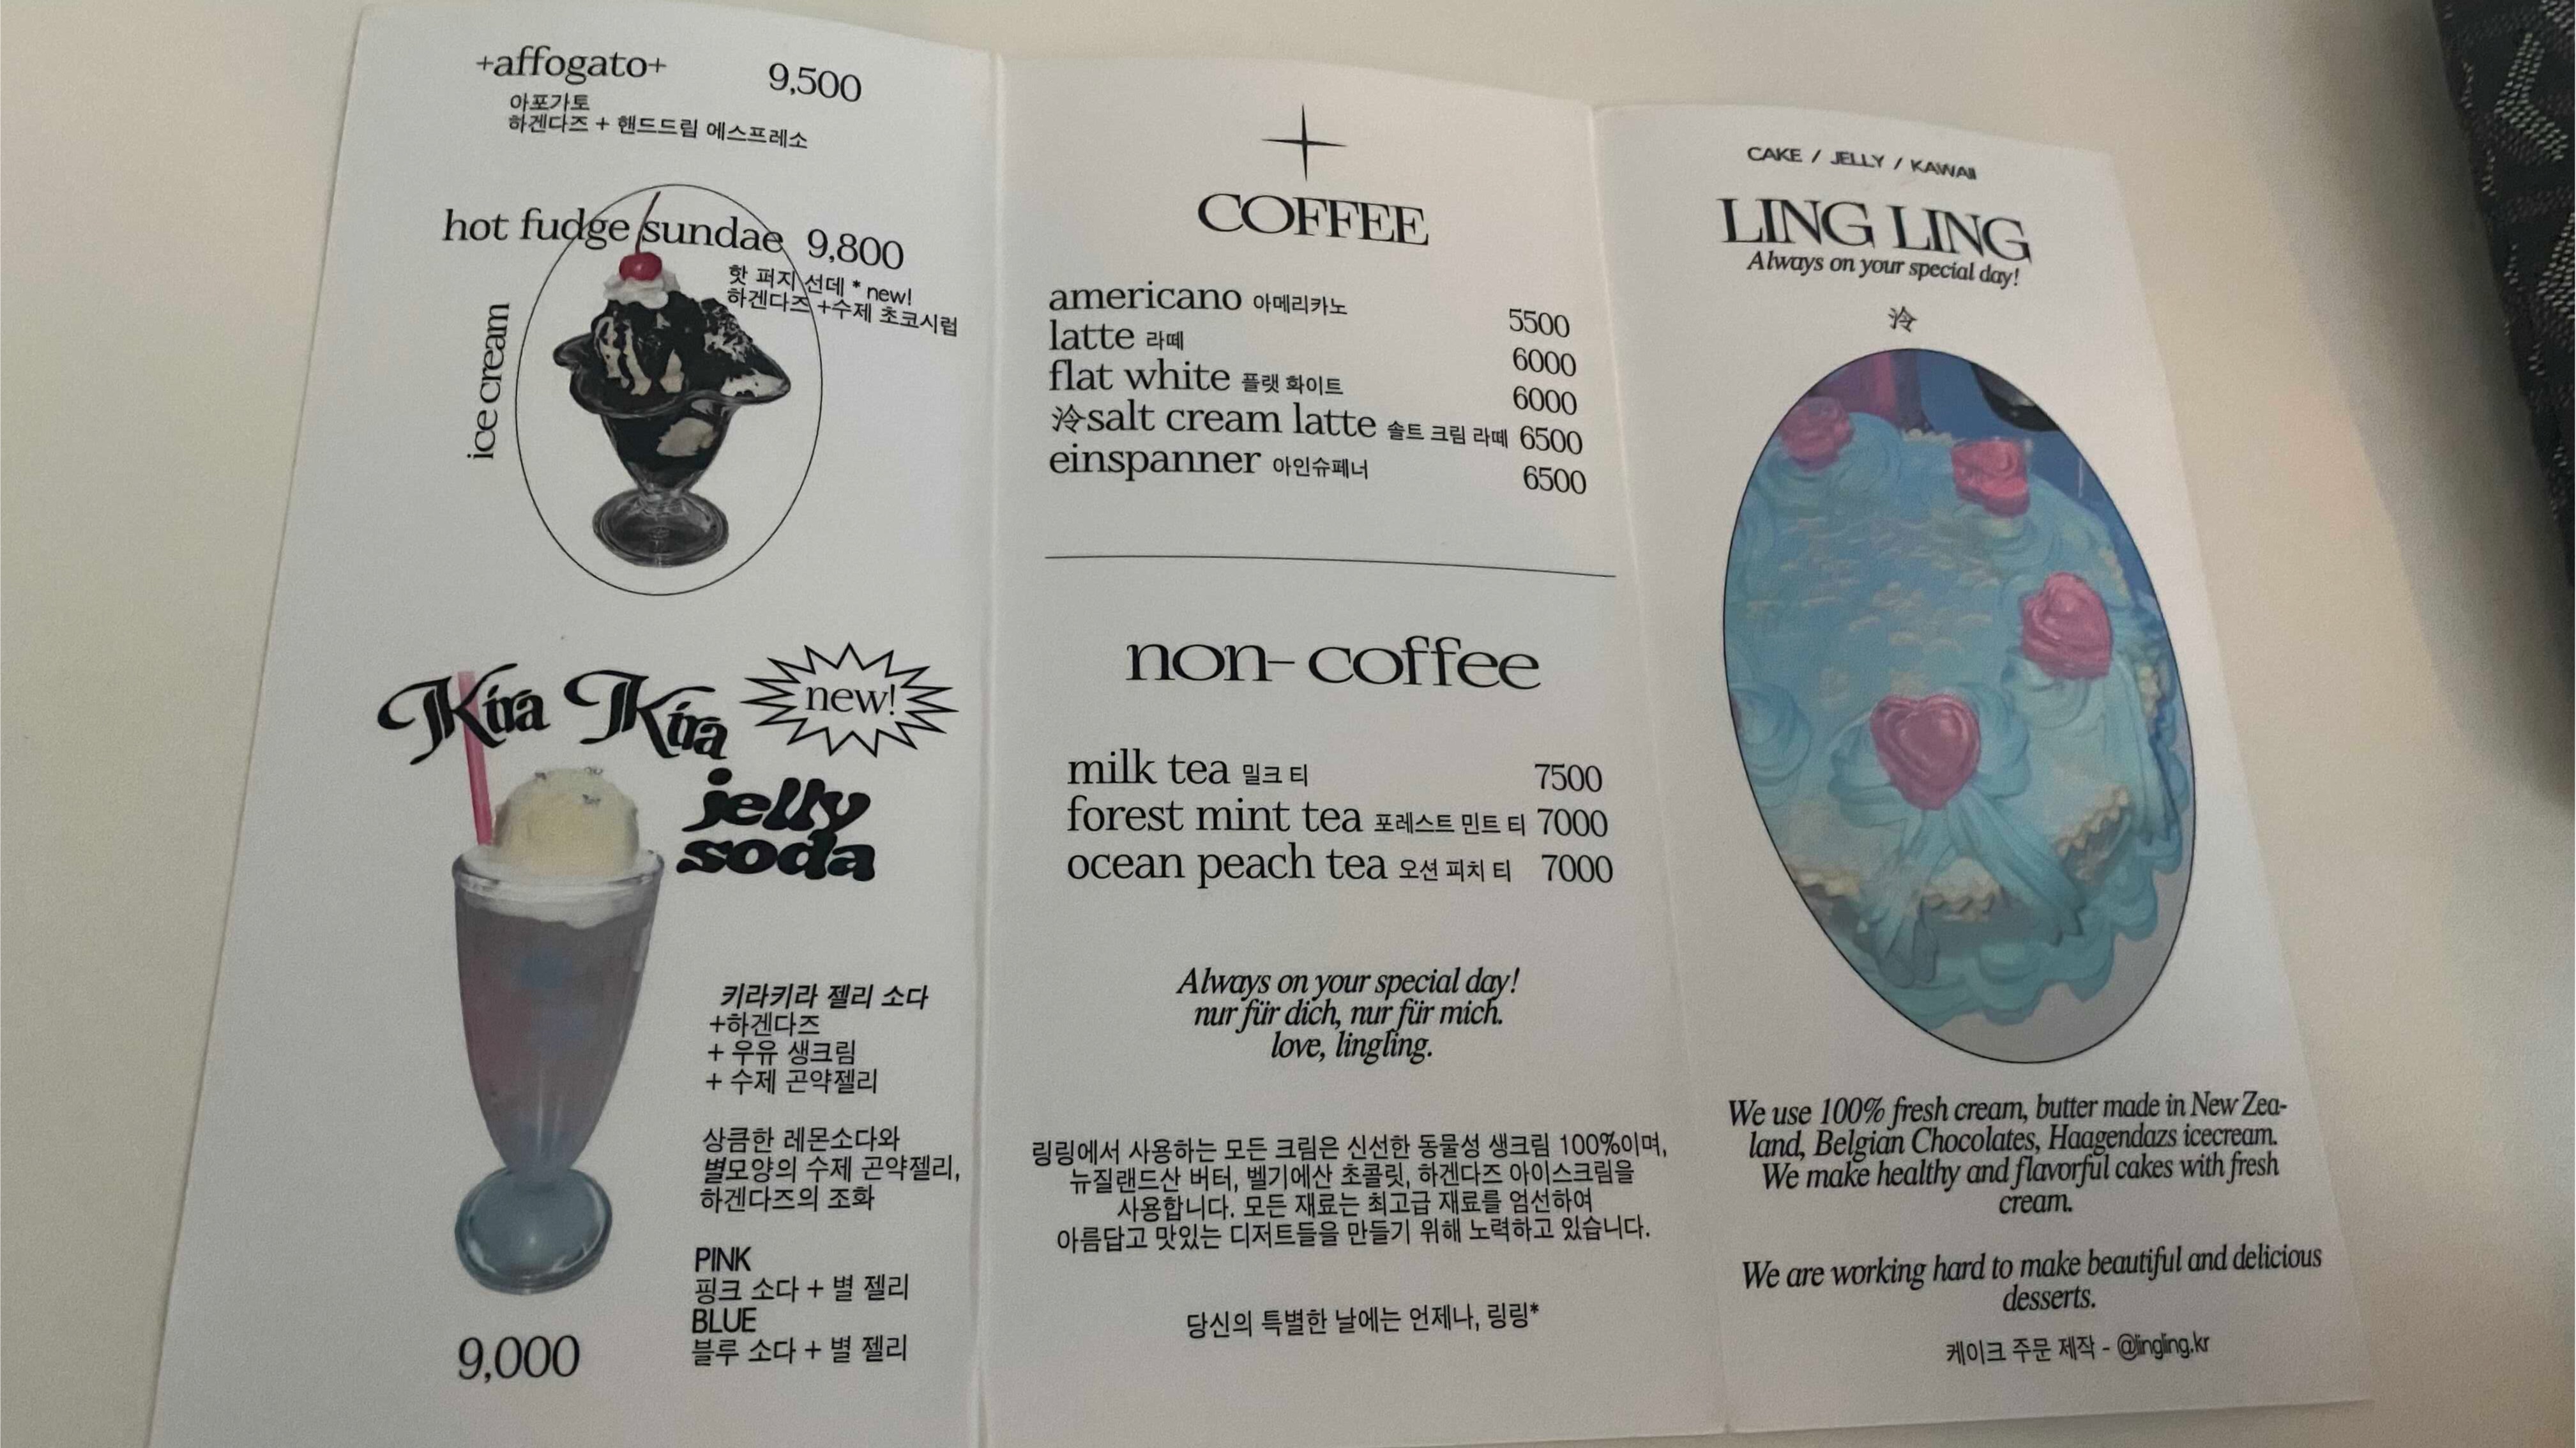 +affogato+ 9,500
아포가토
하겐다즈 + 핸드드립 에스프레소
hot fudge sundae 9,800
핫 퍼지 선데 * new!
하겐다즈 +수제 초코시럽
ice cream
Kira Kira new!
jelly
soda
키라키라 젤리 소다
+하겐다즈
+ 우유 생크림
+ 수제 곤약젤리
상큼한 레몬소다와
별모양의 수제 곤약젤리,
하겐다즈의 조화
PINK
핑크 소다 + 별 젤리
BLUE
블루 소다 + 별 젤리
9,000
COFFEE
americano 아메리카노 5500
latte 라떼 6000
flat white 플랫 화이트 6000
泠salt cream latte 솔트 크림 라떼 6500
einspanner 아인슈페너 6500
non-coffee
milk tea 밀크 티 7500
forest mint tea 포레스트 민트 티 7000
ocean peach tea 오션 피치 티 7000
Always on your special day!
nur für dich, nur für mich.
love, lingling.
링링에서 사용하는 모든 크림은 신선한 동물성 생크림 100%이며,
뉴질랜드산 버터, 벨기에산 초콜릿, 하겐다즈 아이스크림을
사용합니다. 모든 재료는 최고급 재료를 엄선하여
아름답고 맛있는 디저트들을 만들기 위해 노력하고 있습니다.
당신의 특별한 날에는 언제나, 링링*
CAKE / JELLY / KAWAII
LING LING
Always on your special day!
泠
We use 100% fresh cream, butter made in New Zea-
land, Belgian Chocolates, Haagendazs icecream.
We make healthy and flavorful cakes with fresh
cream.
We are working hard to make beautiful and delicious
desserts.
케이크 주문 제작 - @lingling.kr